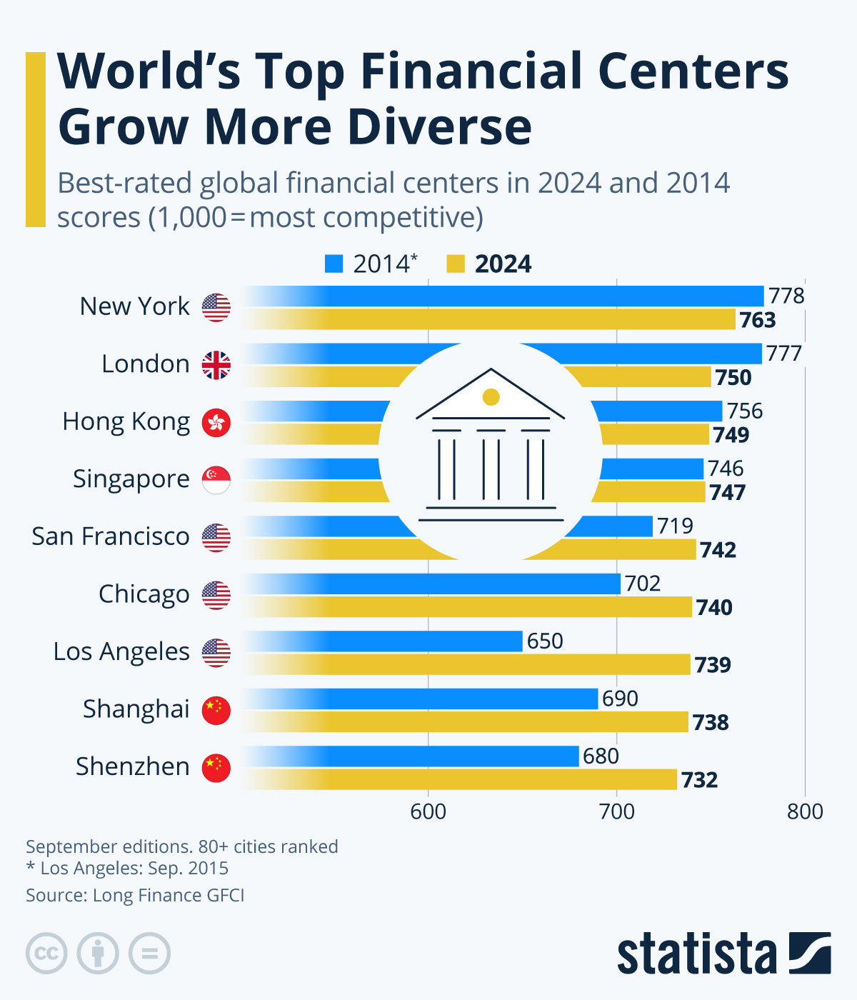 World's Top Financial Centers
Grow More Diverse
Best-rated global financial centers in 2024 and 2014
scores (1,000=most competitive)
2014* 2024
New York 778
763
London 777
750
Hong Kong 756
749
Singapore 746
747
San Francisco 719
742
Chicago 702
740
Los Angeles 650
739
Shanghai 690
738
Shenzhen 680
732
600 700 800
September editions. 80+ cities ranked
* Los Angeles: Sep. 2015
Source: Long Finance GFCI
cc
statista